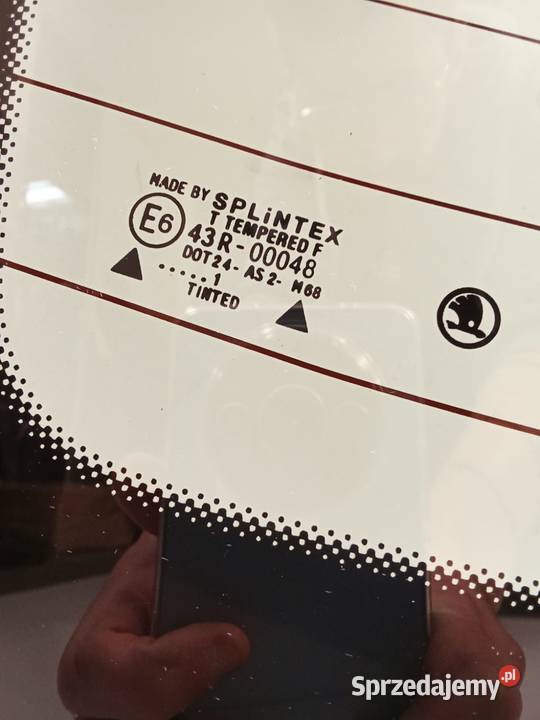 MADE BY SPLiNTEX
T TEMPERED F
E6 43R-00048
DOT24- AS2- M68
.....1
TINTED
Sprzedajemy.pl